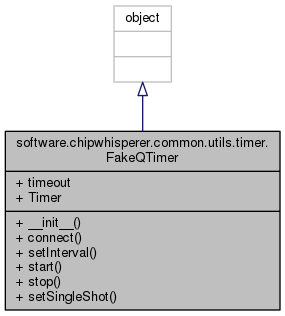 object
software.chipwhisperer.common.utils.timer.
FakeQTimer
+ timeout
+ Timer
+ __init__()
+ connect()
+ setInterval()
+ start()
+ stop()
+ setSingleShot()